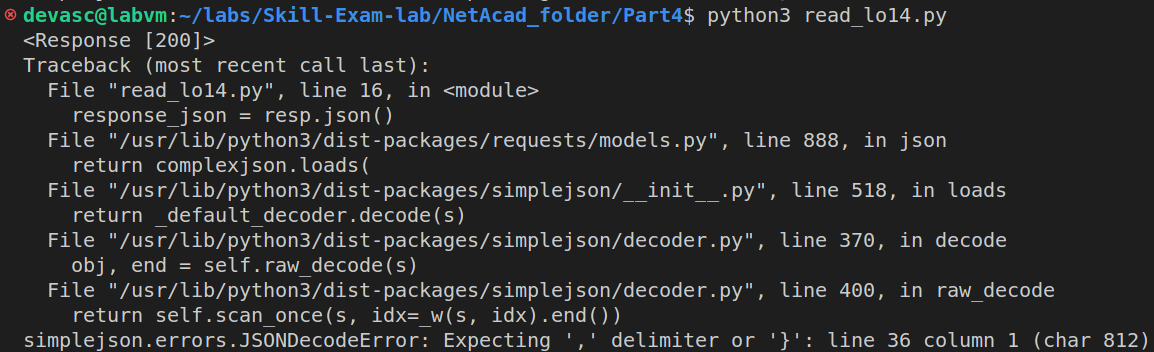 devasc@labvm:~/labs/Skill-Exam-lab/NetAcad_folder/Part4$ python3 read_lo14.py
<Response [200]>
Traceback (most recent call last):
  File "read_lo14.py", line 16, in <module>
    response_json = resp.json()
  File "/usr/lib/python3/dist-packages/requests/models.py", line 888, in json
    return complexjson.loads(
  File "/usr/lib/python3/dist-packages/simplejson/__init__.py", line 518, in loads
    return _default_decoder.decode(s)
  File "/usr/lib/python3/dist-packages/simplejson/decoder.py", line 370, in decode
    obj, end = self.raw_decode(s)
  File "/usr/lib/python3/dist-packages/simplejson/decoder.py", line 400, in raw_decode
    return self.scan_once(s, idx=_w(s, idx).end())
simplejson.errors.JSONDecodeError: Expecting ',' delimiter or '}': line 36 column 1 (char 812)